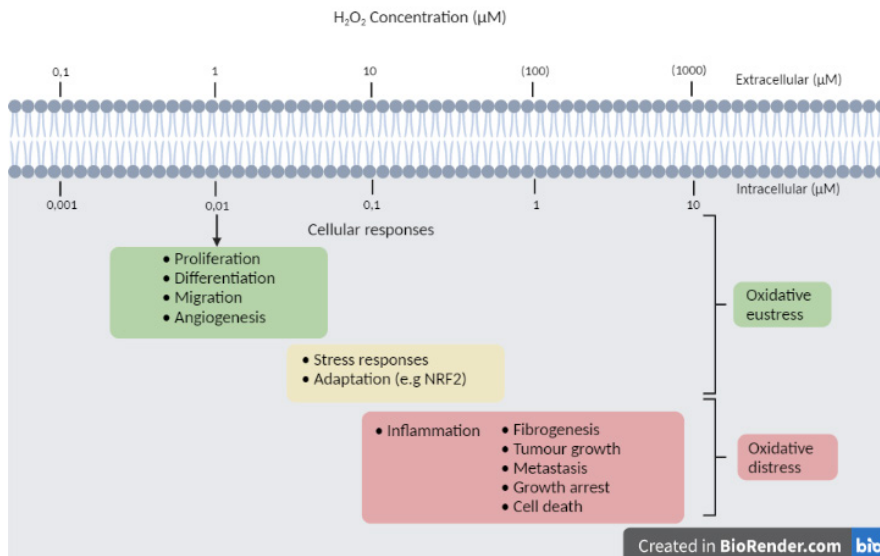 H₂O₂ Concentration (μM)
0,1 1 10 (100) (1000) Extracellular (μM)
Intracellular (μM)
0,001 0,01 0,1 1 10
Cellular responses
• Proliferation
• Differentiation
• Migration
• Angiogenesis
Oxidative
eustress
• Stress responses
• Adaptation (e.g NRF2)
• Inflammation
• Fibrogenesis
• Tumour growth
• Metastasis
• Growth arrest
• Cell death
Oxidative
distress
Created in BioRender.com bio